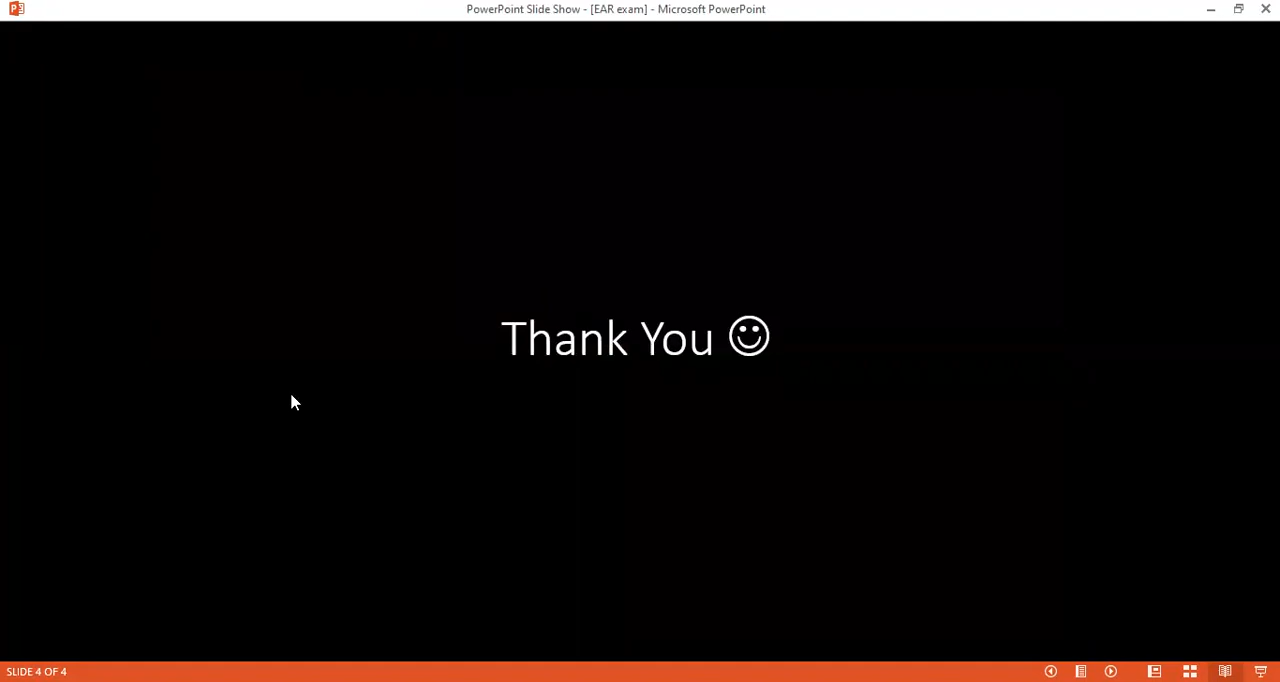 PowerPoint Slide Show - [EAR exam] - Microsoft PowerPoint
Thank You ☺
SLIDE 4 OF 4